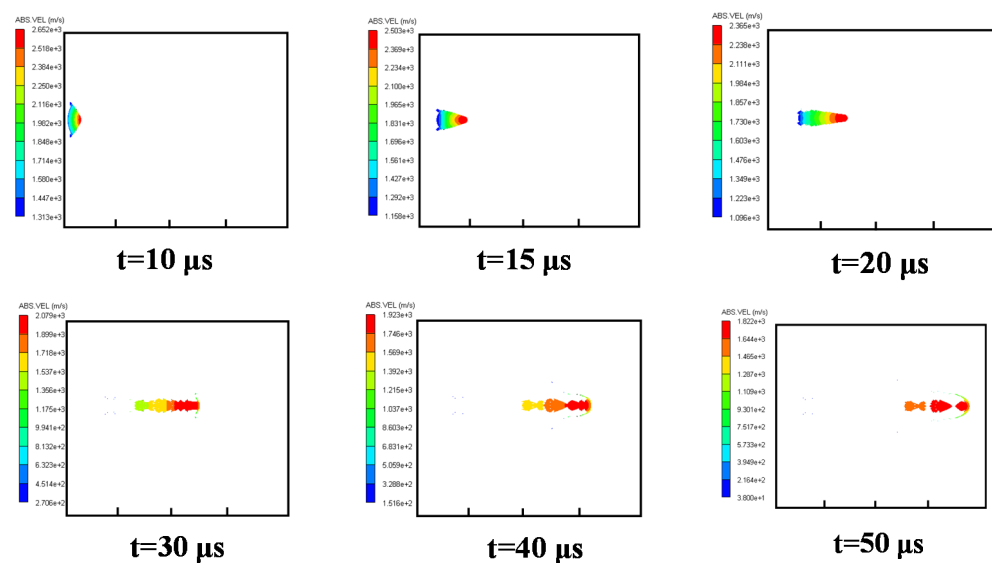 ABS.VEL (m/s)
2.652e+3
2.518e+3
2.384e+3
2.250e+3
2.116e+3
1.982e+3
1.848e+3
1.714e+3
1.580e+3
1.447e+3
1.313e+3
t=10 μs
ABS.VEL (m/s)
2.503e+3
2.369e+3
2.234e+3
2.100e+3
1.965e+3
1.831e+3
1.696e+3
1.561e+3
1.427e+3
1.292e+3
1.158e+3
t=15 μs
ABS.VEL (m/s)
2.365e+3
2.238e+3
2.111e+3
1.984e+3
1.857e+3
1.730e+3
1.603e+3
1.476e+3
1.349e+3
1.223e+3
1.096e+3
t=20 μs
ABS.VEL (m/s)
2.079e+3
1.899e+3
1.718e+3
1.537e+3
1.356e+3
1.175e+3
9.941e+2
8.132e+2
6.323e+2
4.514e+2
2.706e+2
t=30 μs
ABS.VEL (m/s)
1.923e+3
1.746e+3
1.569e+3
1.392e+3
1.215e+3
1.037e+3
8.603e+2
6.831e+2
5.059e+2
3.288e+2
1.516e+2
t=40 μs
ABS.VEL (m/s)
1.822e+3
1.644e+3
1.465e+3
1.287e+3
1.109e+3
9.301e+2
7.517e+2
5.733e+2
3.949e+2
2.164e+2
3.800e+1
t=50 μs